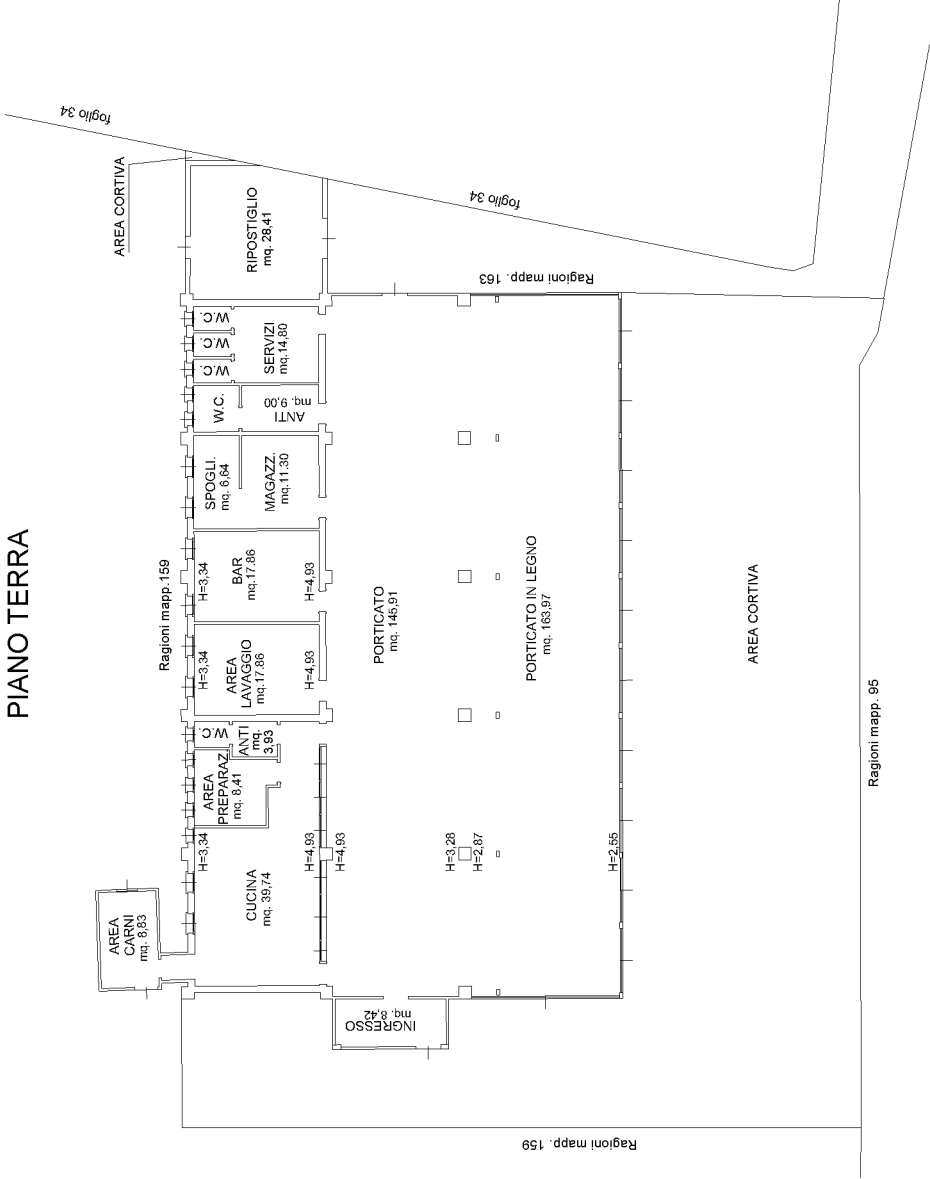 PIANO TERRA
foglio 34
AREA CORTIVA
foglio 34
RIPOSTIGLIO
mq. 28,41
Ragioni mapp. 163
W.C.
W.C.
W.C.
SERVIZI
mq.14,80
W.C.
ANTI
mq. 9,00
SPOGLI.
mq. 6,64
MAGAZZ.
mq.11.30
Ragioni mapp.159
H=3,34
BAR
mq.17.86
H=4,93
H=3,34
AREA
LAVAGGIO
mq.17.86
H=4,93
PORTICATO
mq. 145,91
PORTICATO IN LEGNO
mq. 163,97
AREA CORTIVA
W.C.
ANTI
mq.
3,93
AREA
PREPARAZ.
mq. 8,41
H=3,34
H=4,93
H=4,93
H=3,28
H=2,87
H=2,55
CUCINA
mq. 39,74
AREA
CARNI
mq. 8,83
INGRESSO
mq. 8,42
Ragioni mapp. 95
Ragioni mapp. 159